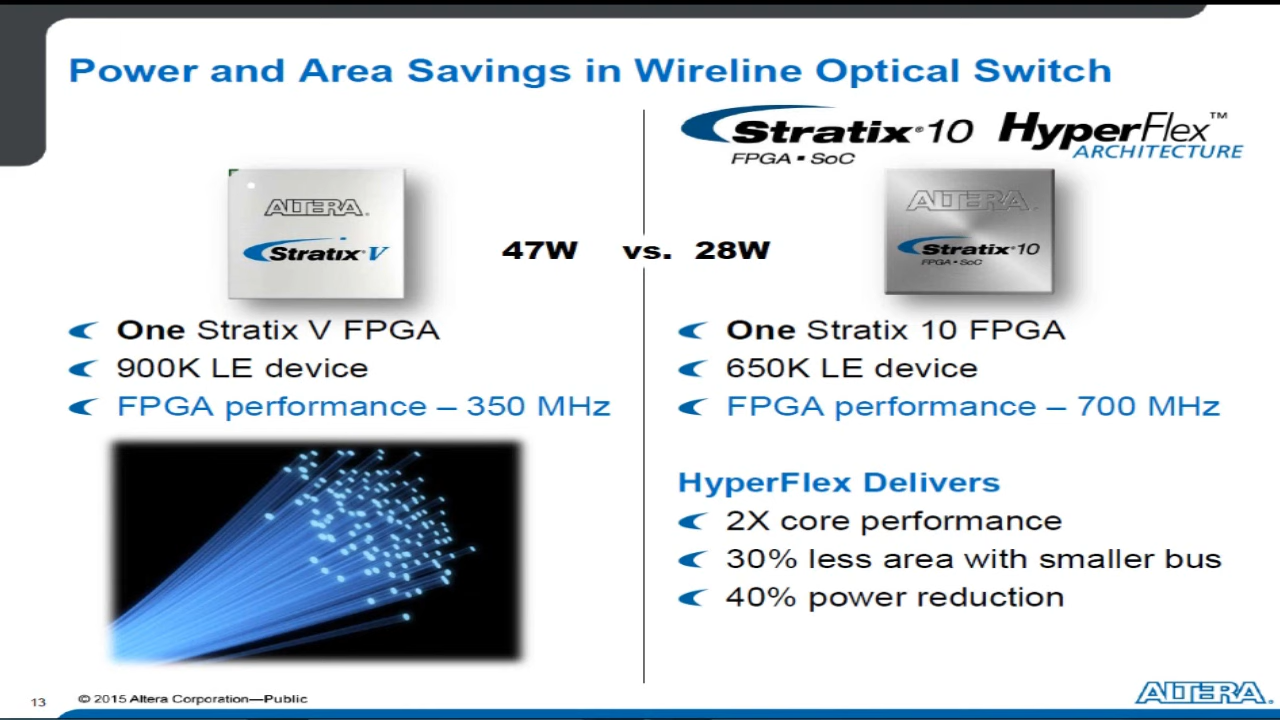 Power and Area Savings in Wireline Optical Switch
Stratix® 10
FPGA ▪ SoC
HyperFlex™
ARCHITECTURE
ALTERA®
Stratix® V
47W vs. 28W
ALTERA®
Stratix® 10
FPGA ▪ SoC
One Stratix V FPGA
900K LE device
FPGA performance – 350 MHz
One Stratix 10 FPGA
650K LE device
FPGA performance – 700 MHz
HyperFlex Delivers
2X core performance
30% less area with smaller bus
40% power reduction
13
© 2015 Altera Corporation—Public
ALTERA®